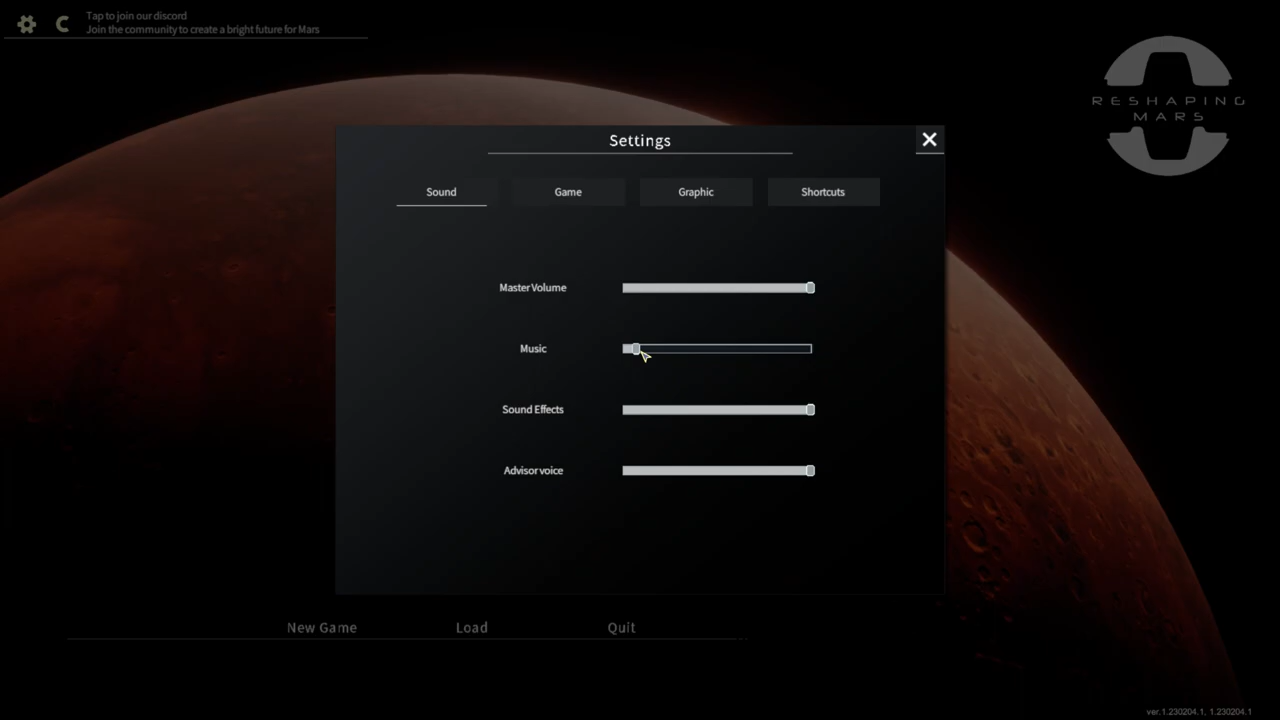 Tap to join our discord
Join the community to create a bright future for Mars
RESHAPING
MARS
Settings
Sound
Game
Graphic
Shortcuts
Master Volume
Music
Sound Effects
Advisor voice
New Game
Load
Quit
ver.1.230204.1, 1.230204.1